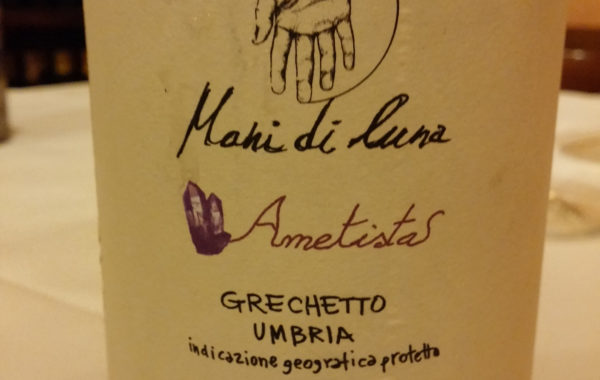 Mani di luna
Ametista
GRECHETTO
UMBRIA
indicazione geografica protetta